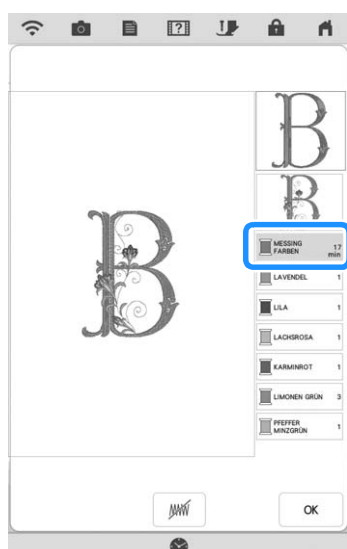 MESSING
FARBEN
17
min
LAVENDEL 1
LILA 1
LACHSROSA 1
KARMINROT 1
LIMONEN GRÜN 3
PFEFFER
MINZGRÜN 1
OK